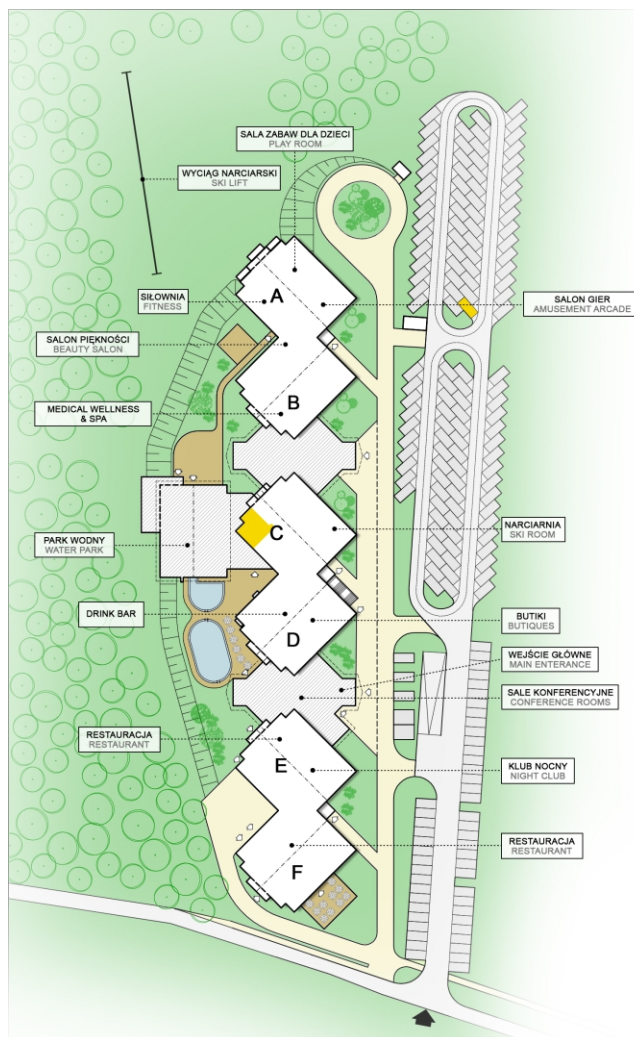 SALA ZABAW DLA DZIECI
PLAY ROOM
WYCIĄG NARCIARSKI
SKI LIFT
SIŁOWNIA
FITNESS
A
SALON GIER
AMUSEMENT ARCADE
SALON PIĘKNOŚCI
BEAUTY SALON
MEDICAL WELLNESS
& SPA
B
PARK WODNY
WATER PARK
C
NARCIARNIA
SKI ROOM
DRINK BAR
D
BUTIKI
BUTIQUES
WEJŚCIE GŁÓWNE
MAIN ENTERANCE
SALE KONFERENCYJNE
CONFERENCE ROOMS
RESTAURACJA
RESTAURANT
E
KLUB NOCNY
NIGHT CLUB
RESTAURACJA
RESTAURANT
F